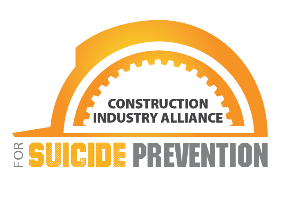 CONSTRUCTION
INDUSTRY ALLIANCE
FOR SUICIDE PREVENTION